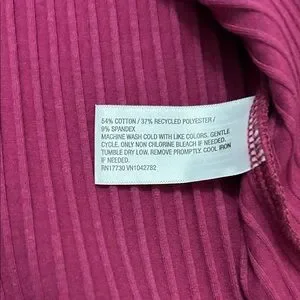 54% COTTON / 37% RECYCLED POLYESTER /
9% SPANDEX
MACHINE WASH COLD WITH LIKE COLORS, GENTLE
CYCLE. ONLY NON CHLORINE BLEACH IF NEEDED.
TUMBLE DRY LOW. REMOVE PROMPTLY. COOL IRON
IF NEEDED.
RN17730 VN1042782